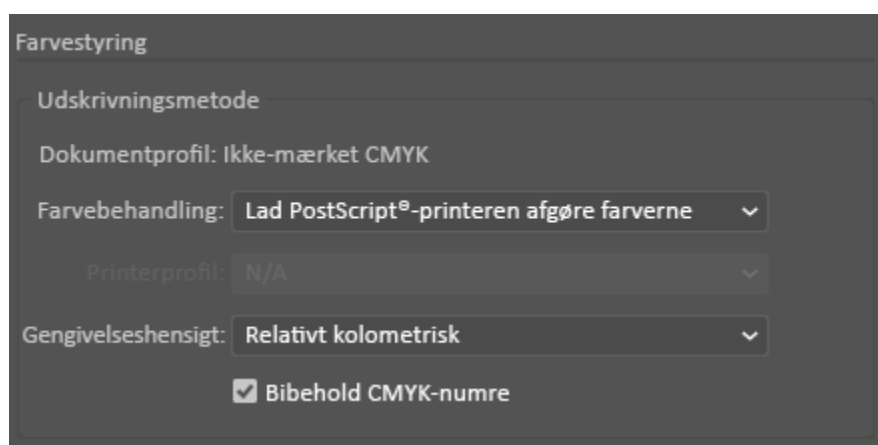 Farvestyring
Udskrivningsmetode
Dokumentprofil: Ikke-mærket CMYK
Farvebehandling: Lad PostScript®-printeren afgøre farverne
Printerprofil: N/A
Gengivelseshensigt: Relativt kolometrisk
Bibehold CMYK-numre